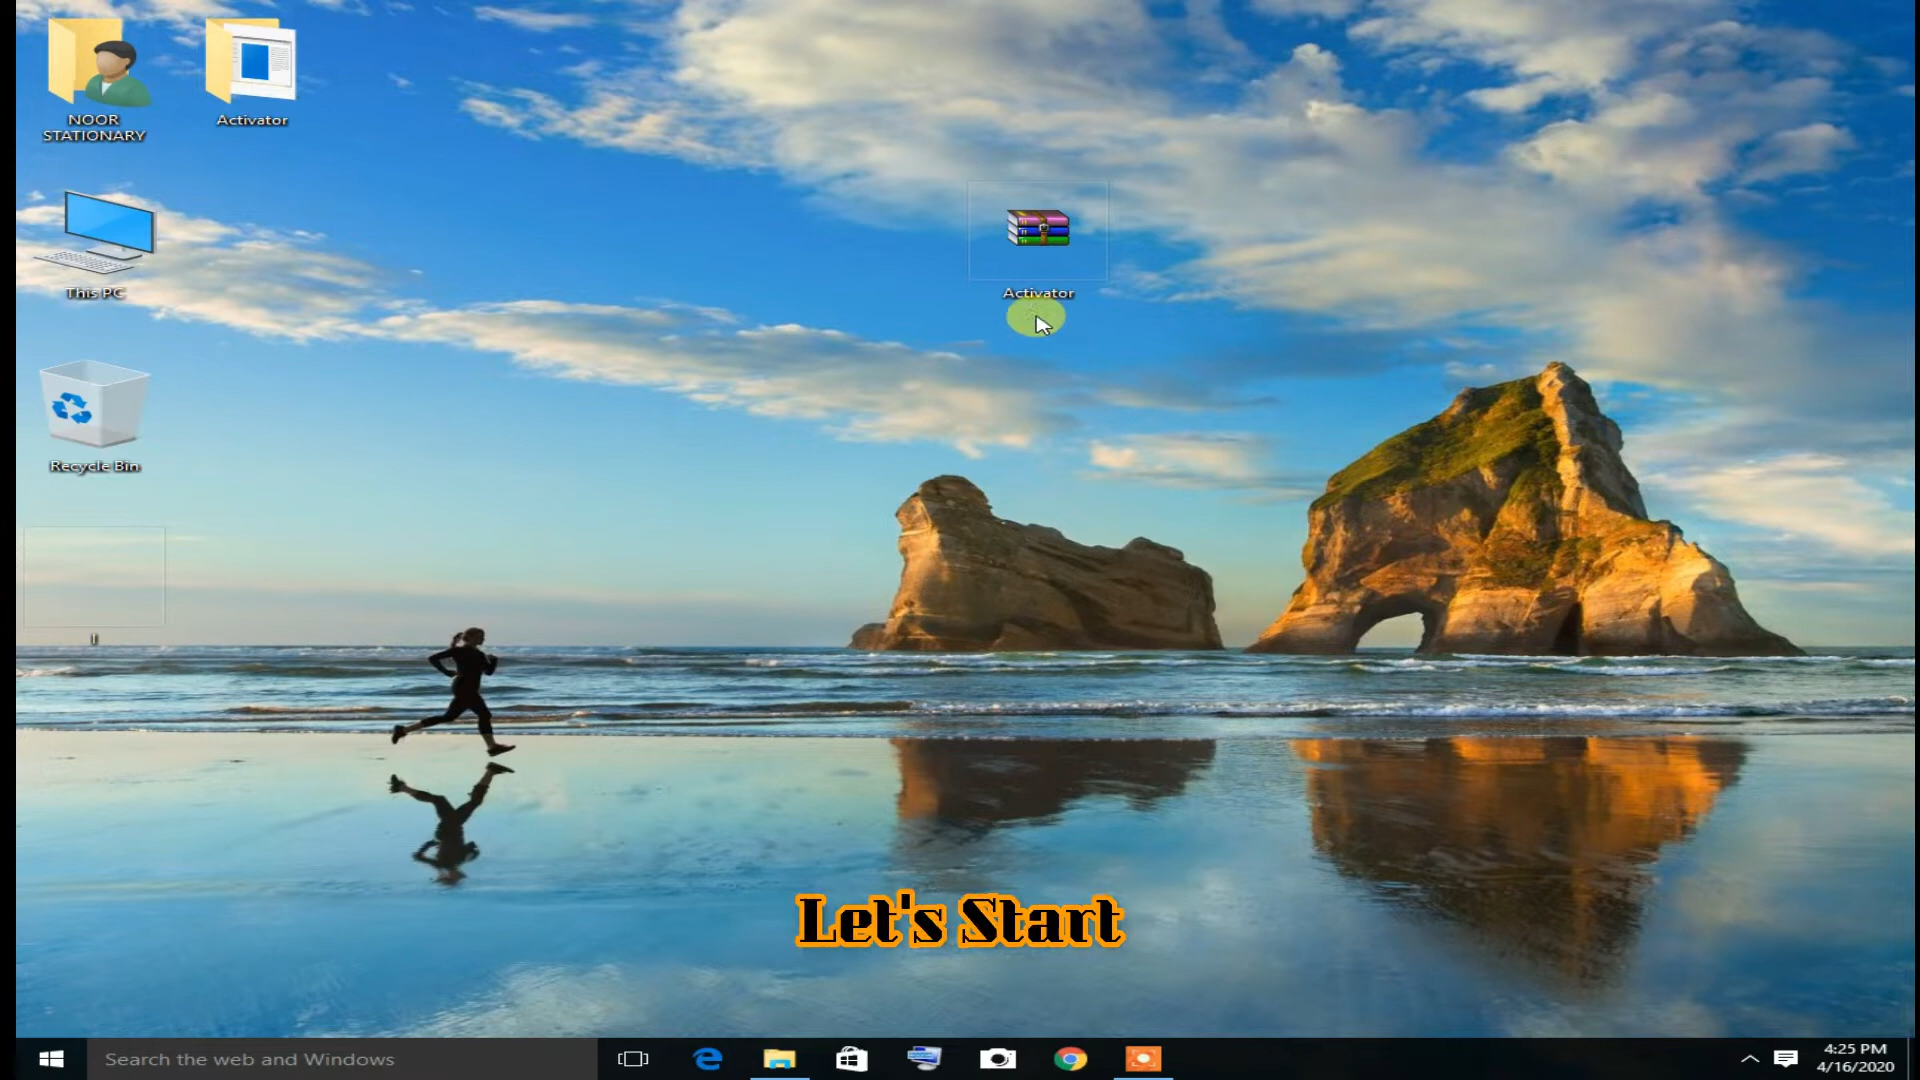 NOOR
STATIONARY
Activator
This PC
Activator
Recycle Bin
Let's Start
Search the web and Windows
4:25 PM
4/16/2020